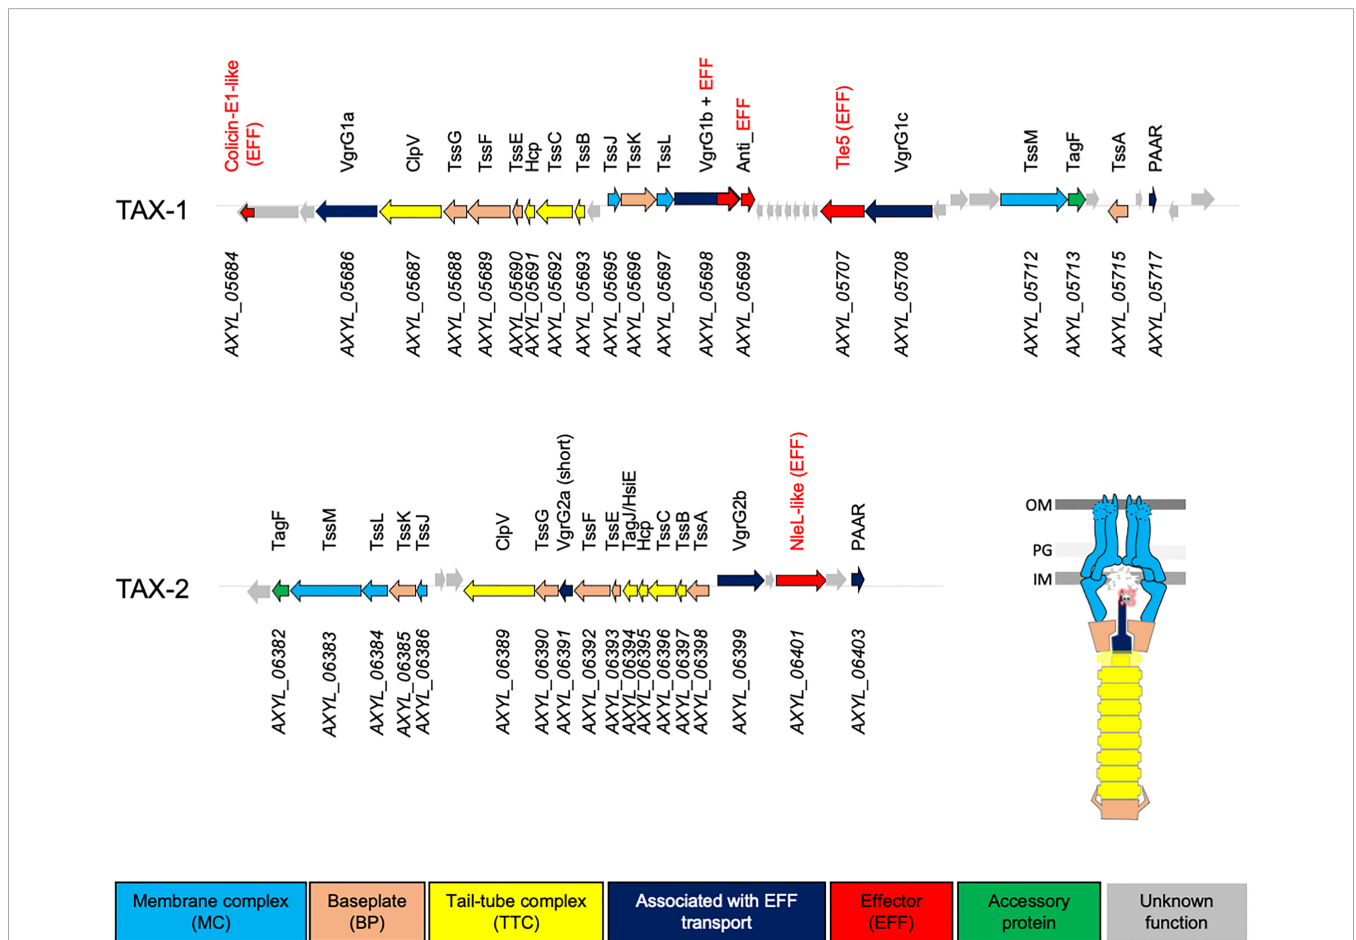 Colicin-E1-like
(EFF)
VgrG1a
ClpV
TssG
TssF
TssE
Hcp
TssC
TssB
TssJ
TssK
TssL
VgrG1b + EFF
Anti_EFF
Tle5 (EFF)
VgrG1c
TssM
TagF
TssA
PAAR
TAX-1
AXYL_05684
AXYL_05686
AXYL_05687
AXYL_05688
AXYL_05689
AXYL_05690
AXYL_05691
AXYL_05692
AXYL_05693
AXYL_05695
AXYL_05696
AXYL_05697
AXYL_05698
AXYL_05699
AXYL_05707
AXYL_05708
AXYL_05712
AXYL_05713
AXYL_05715
AXYL_05717
TagF
TssM
TssL
TssK
TssJ
ClpV
TssG
VgrG2a (short)
TssF
TssE
TagJ/HsiE
Hcp
TssC
TssB
TssA
VgrG2b
NleL-like (EFF)
PAAR
TAX-2
AXYL_06382
AXYL_06383
AXYL_06384
AXYL_06385
AXYL_06386
AXYL_06389
AXYL_06390
AXYL_06391
AXYL_06392
AXYL_06393
AXYL_06394
AXYL_06395
AXYL_06396
AXYL_06397
AXYL_06398
AXYL_06399
AXYL_06401
AXYL_06403
OM
PG
IM
Membrane complex
(MC)
Baseplate
(BP)
Tail-tube complex
(TTC)
Associated with EFF
transport
Effector
(EFF)
Accessory
protein
Unknown
function